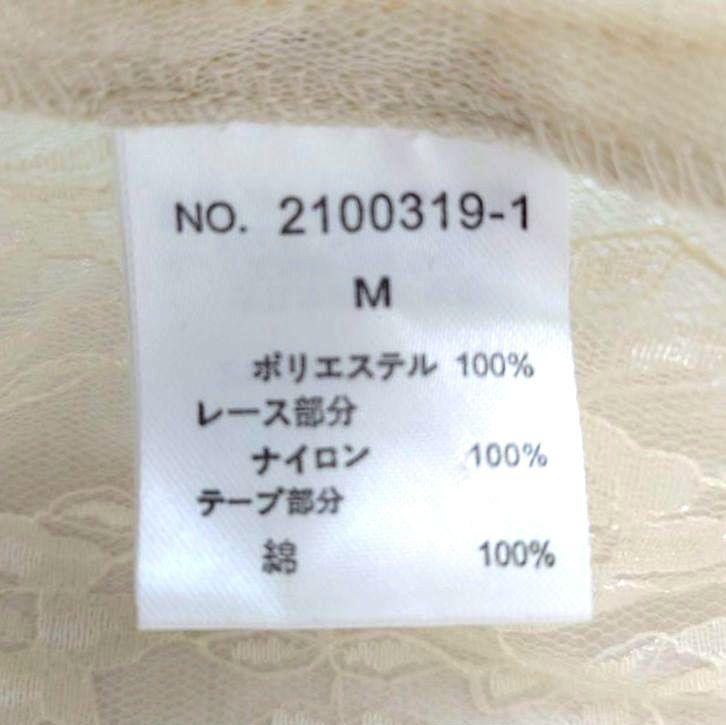 NO. 2100319-1
M
ポリエステル 100%
レース部分
ナイロン 100%
テープ部分
綿 100%